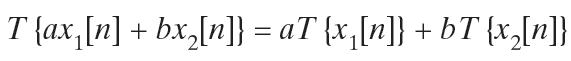 T{ax₁[n] + bx₂[n]} = aT{x₁[n]} + bT{x₂[n]}